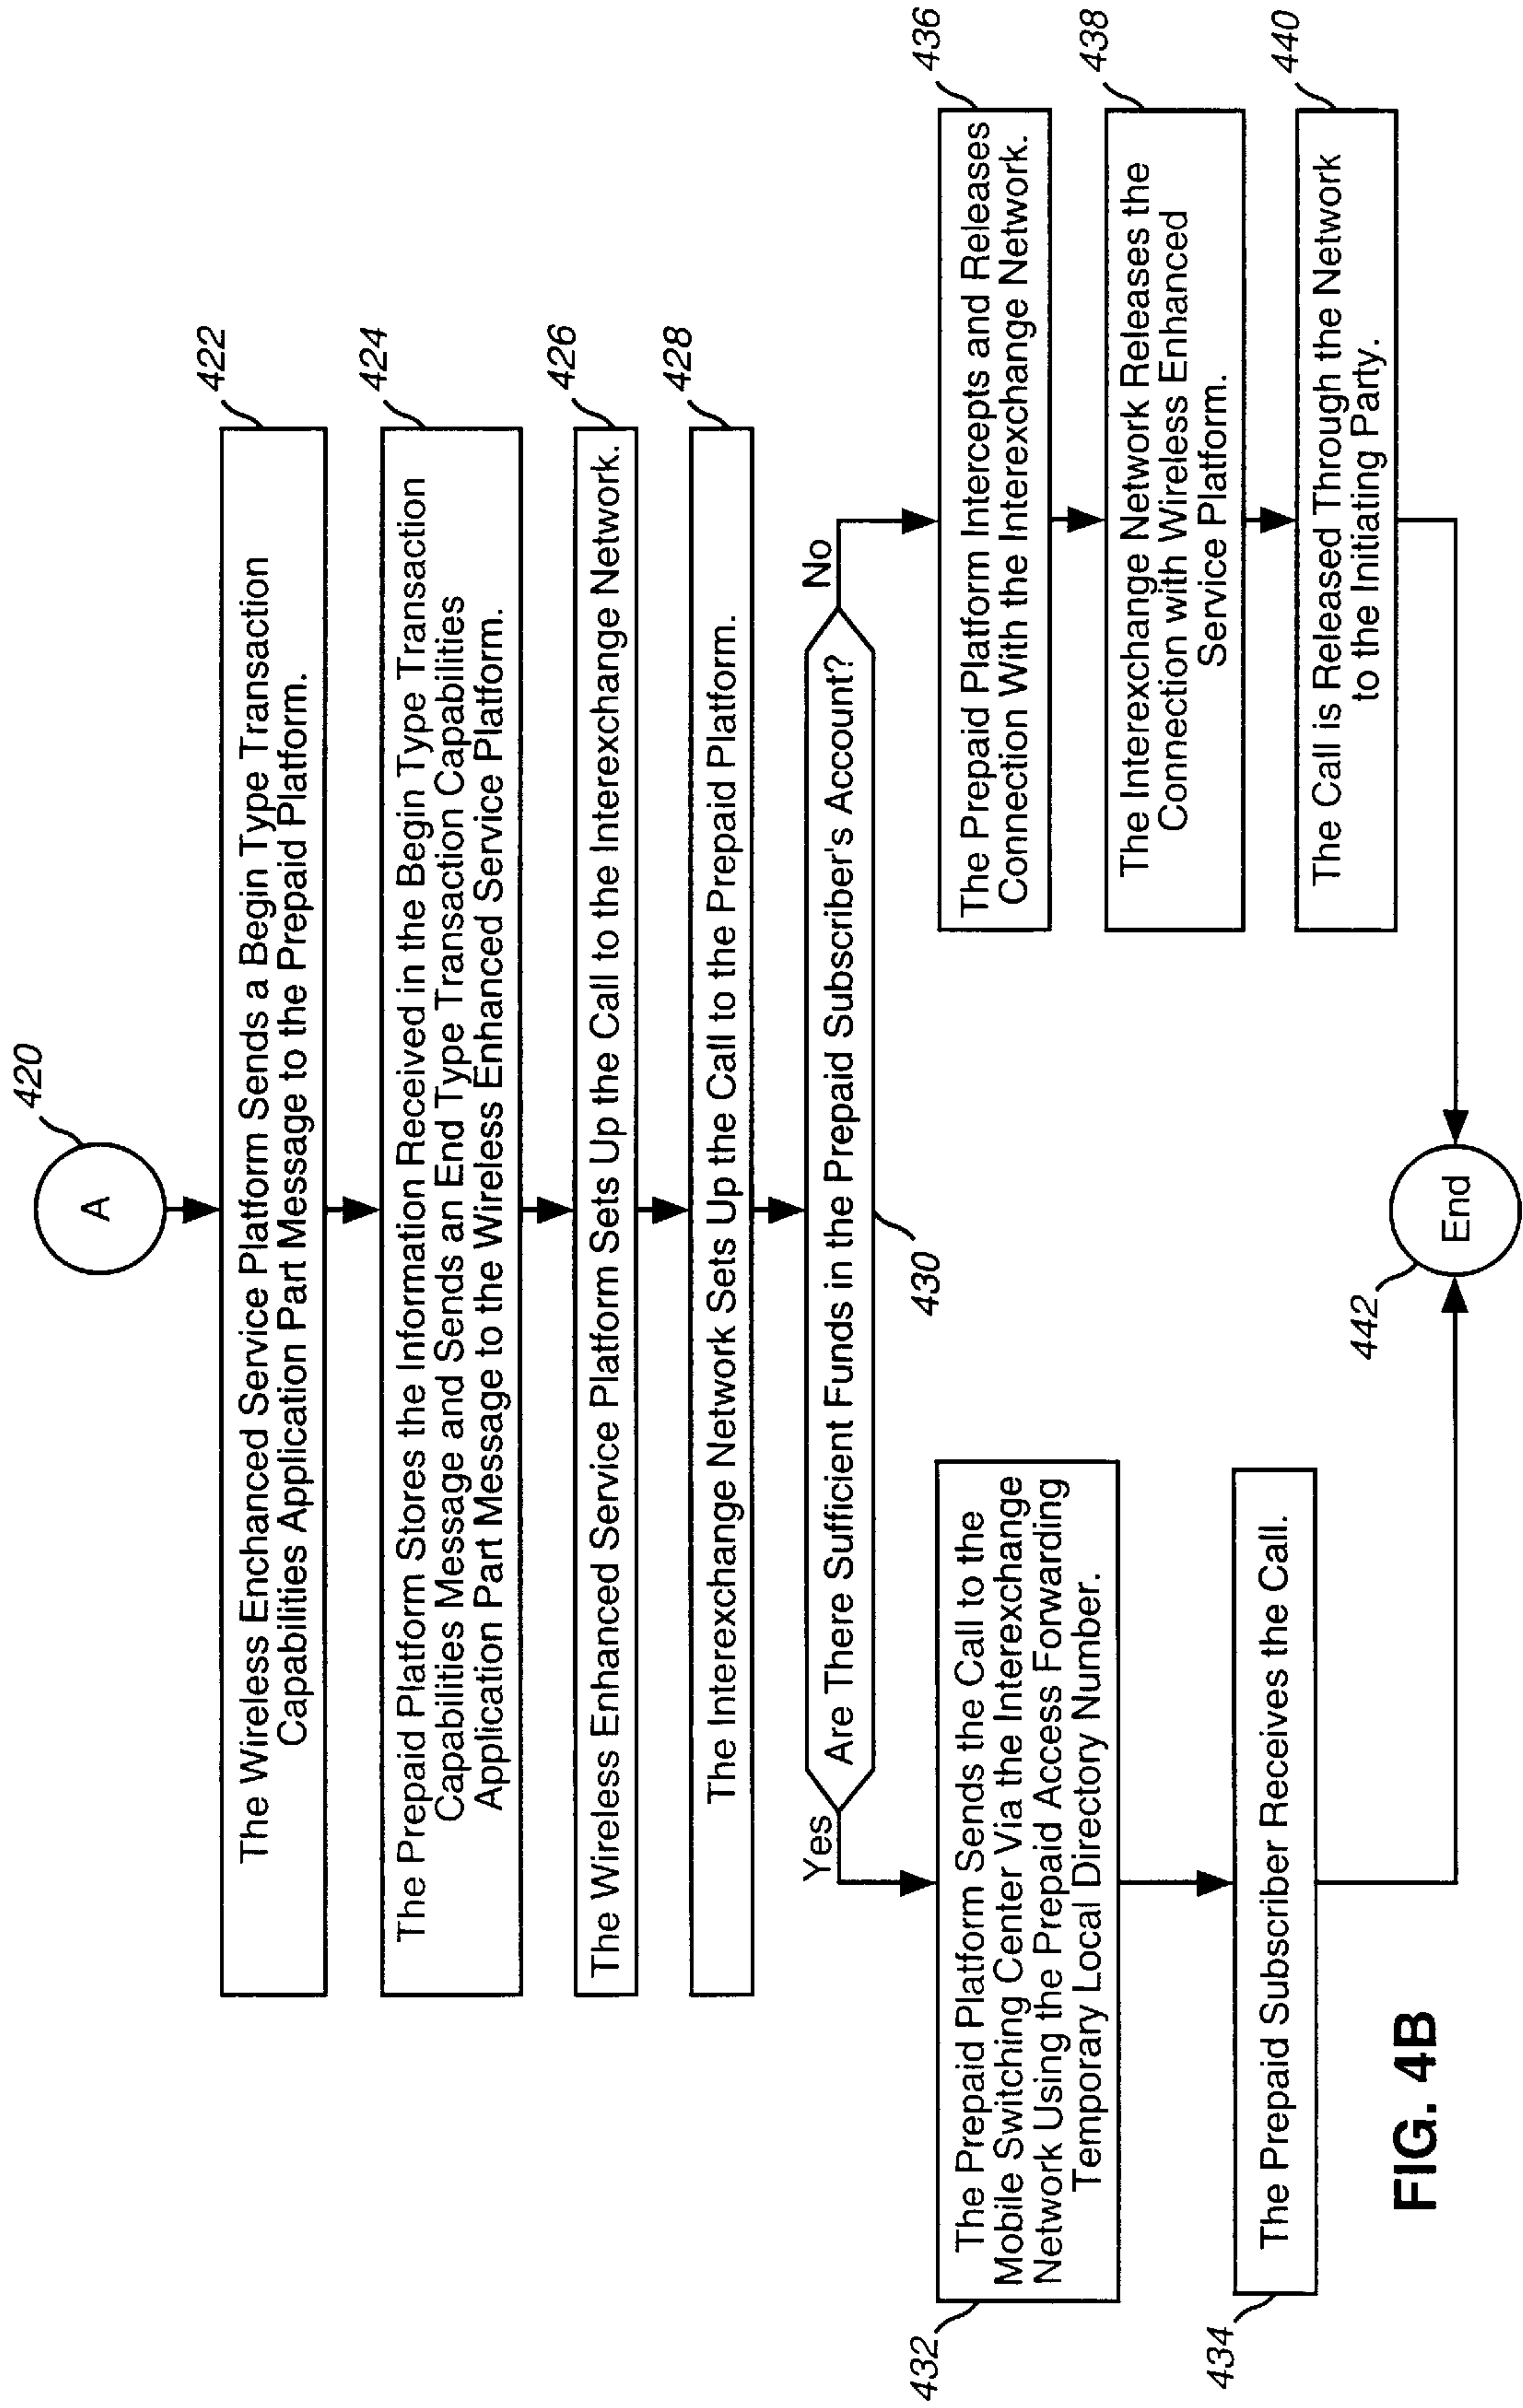 420
A
422
The Wireless Enchanced Service Platform Sends a Begin Type Transaction
Capabilities Application Part Message to the Prepaid Platform.
424
The Prepaid Platform Stores the Information Received in the Begin Type Transaction
Capabilities Message and Sends an End Type Transaction Capabilities
Application Part Message to the Wireless Enhanced Service Platform.
426
The Wireless Enhanced Service Platform Sets Up the Call to the Interexchange Network.
428
The Interexchange Network Sets Up the Call to the Prepaid Platform.
Yes
Are There Sufficient Funds in the Prepaid Subscriber's Account?
No
430
432
The Prepaid Platform Sends the Call to the
Mobile Switching Center Via the Interexchange
Network Using the Prepaid Access Forwarding
Temporary Local Directory Number.
436
The Prepaid Platform Intercepts and Releases
Connection With the Interexchange Network.
438
The Interexchange Network Releases the
Connection with Wireless Enhanced
Service Platform.
434
The Prepaid Subscriber Receives the Call.
440
The Call is Released Through the Network
to the Initiating Party.
442
End
FIG. 4B